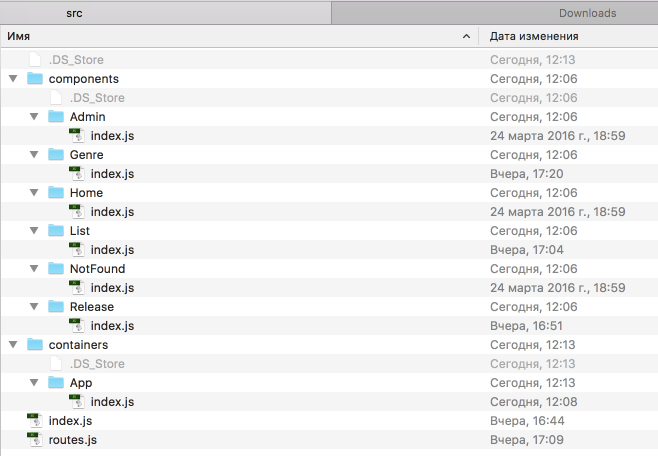 src Downloads
Имя Дата изменения
.DS_Store Сегодня, 12:13
components Сегодня, 12:06
.DS_Store Сегодня, 12:06
Admin Сегодня, 12:06
index.js 24 марта 2016 г., 18:59
Genre Сегодня, 12:06
index.js Вчера, 17:20
Home Сегодня, 12:06
index.js 24 марта 2016 г., 18:59
List Сегодня, 12:06
index.js Вчера, 17:04
NotFound Сегодня, 12:06
index.js 24 марта 2016 г., 18:59
Release Сегодня, 12:06
index.js Вчера, 16:51
containers Сегодня, 12:13
.DS_Store Сегодня, 12:13
App Сегодня, 12:13
index.js Сегодня, 12:08
index.js Вчера, 16:44
routes.js Вчера, 17:09